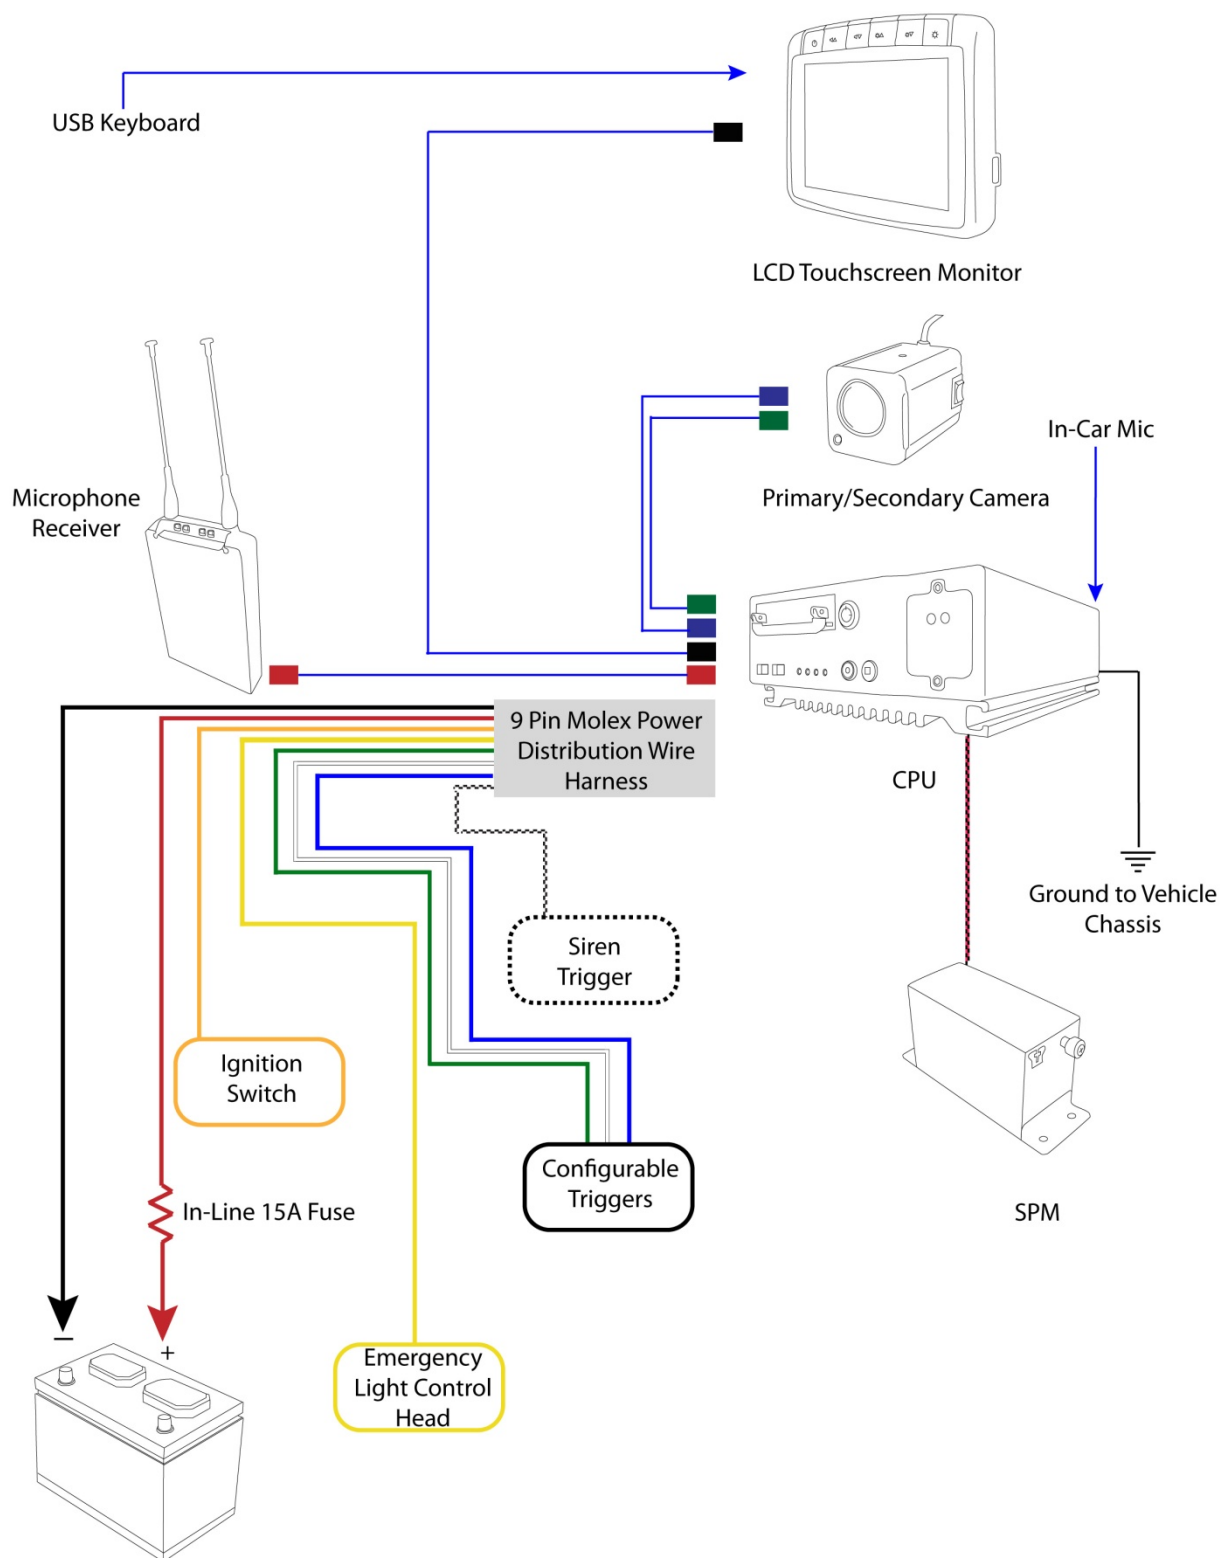 USB Keyboard
LCD Touchscreen Monitor
In-Car Mic
Primary/Secondary Camera
Microphone
Receiver
9 Pin Molex Power
Distribution Wire
Harness
CPU
Ground to Vehicle
Chassis
Siren
Trigger
Ignition
Switch
Configurable
Triggers
In-Line 15A Fuse
SPM
–
+
Emergency
Light Control
Head